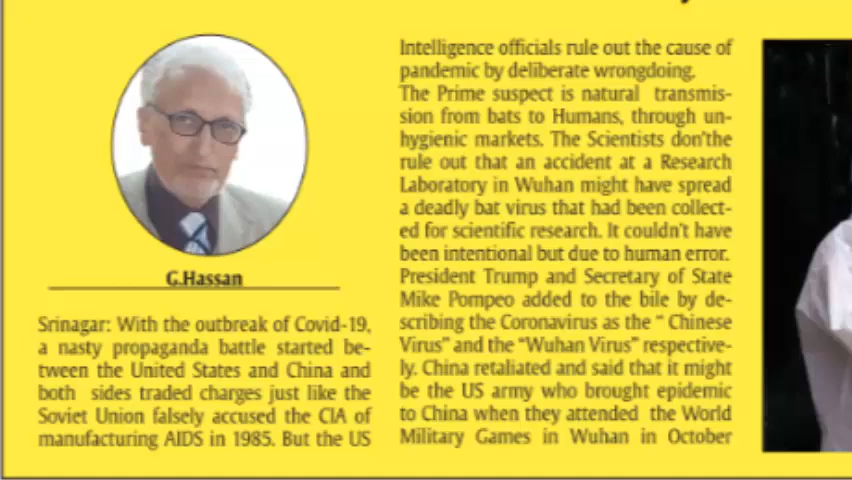 G.Hassan
Srinagar: With the outbreak of Covid-19,
a nasty propaganda battle started be-
tween the United States and China and
both sides traded charges just like the
Soviet Union falsely accused the CIA of
manufacturing AIDS in 1985. But the US
Intelligence officials rule out the cause of
pandemic by deliberate wrongdoing.
The Prime suspect is natural transmis-
sion from bats to Humans, through un-
hygienic markets. The Scientists don'the
rule out that an accident at a Research
Laboratory in Wuhan might have spread
a deadly bat virus that had been collect-
ed for scientific research. It couldn't have
been intentional but due to human error.
President Trump and Secretary of State
Mike Pompeo added to the bile by de-
scribing the Coronavirus as the " Chinese
Virus" and the "Wuhan Virus" respective-
ly. China retaliated and said that it might
be the US army who brought epidemic
to China when they attended the World
Military Games in Wuhan in October